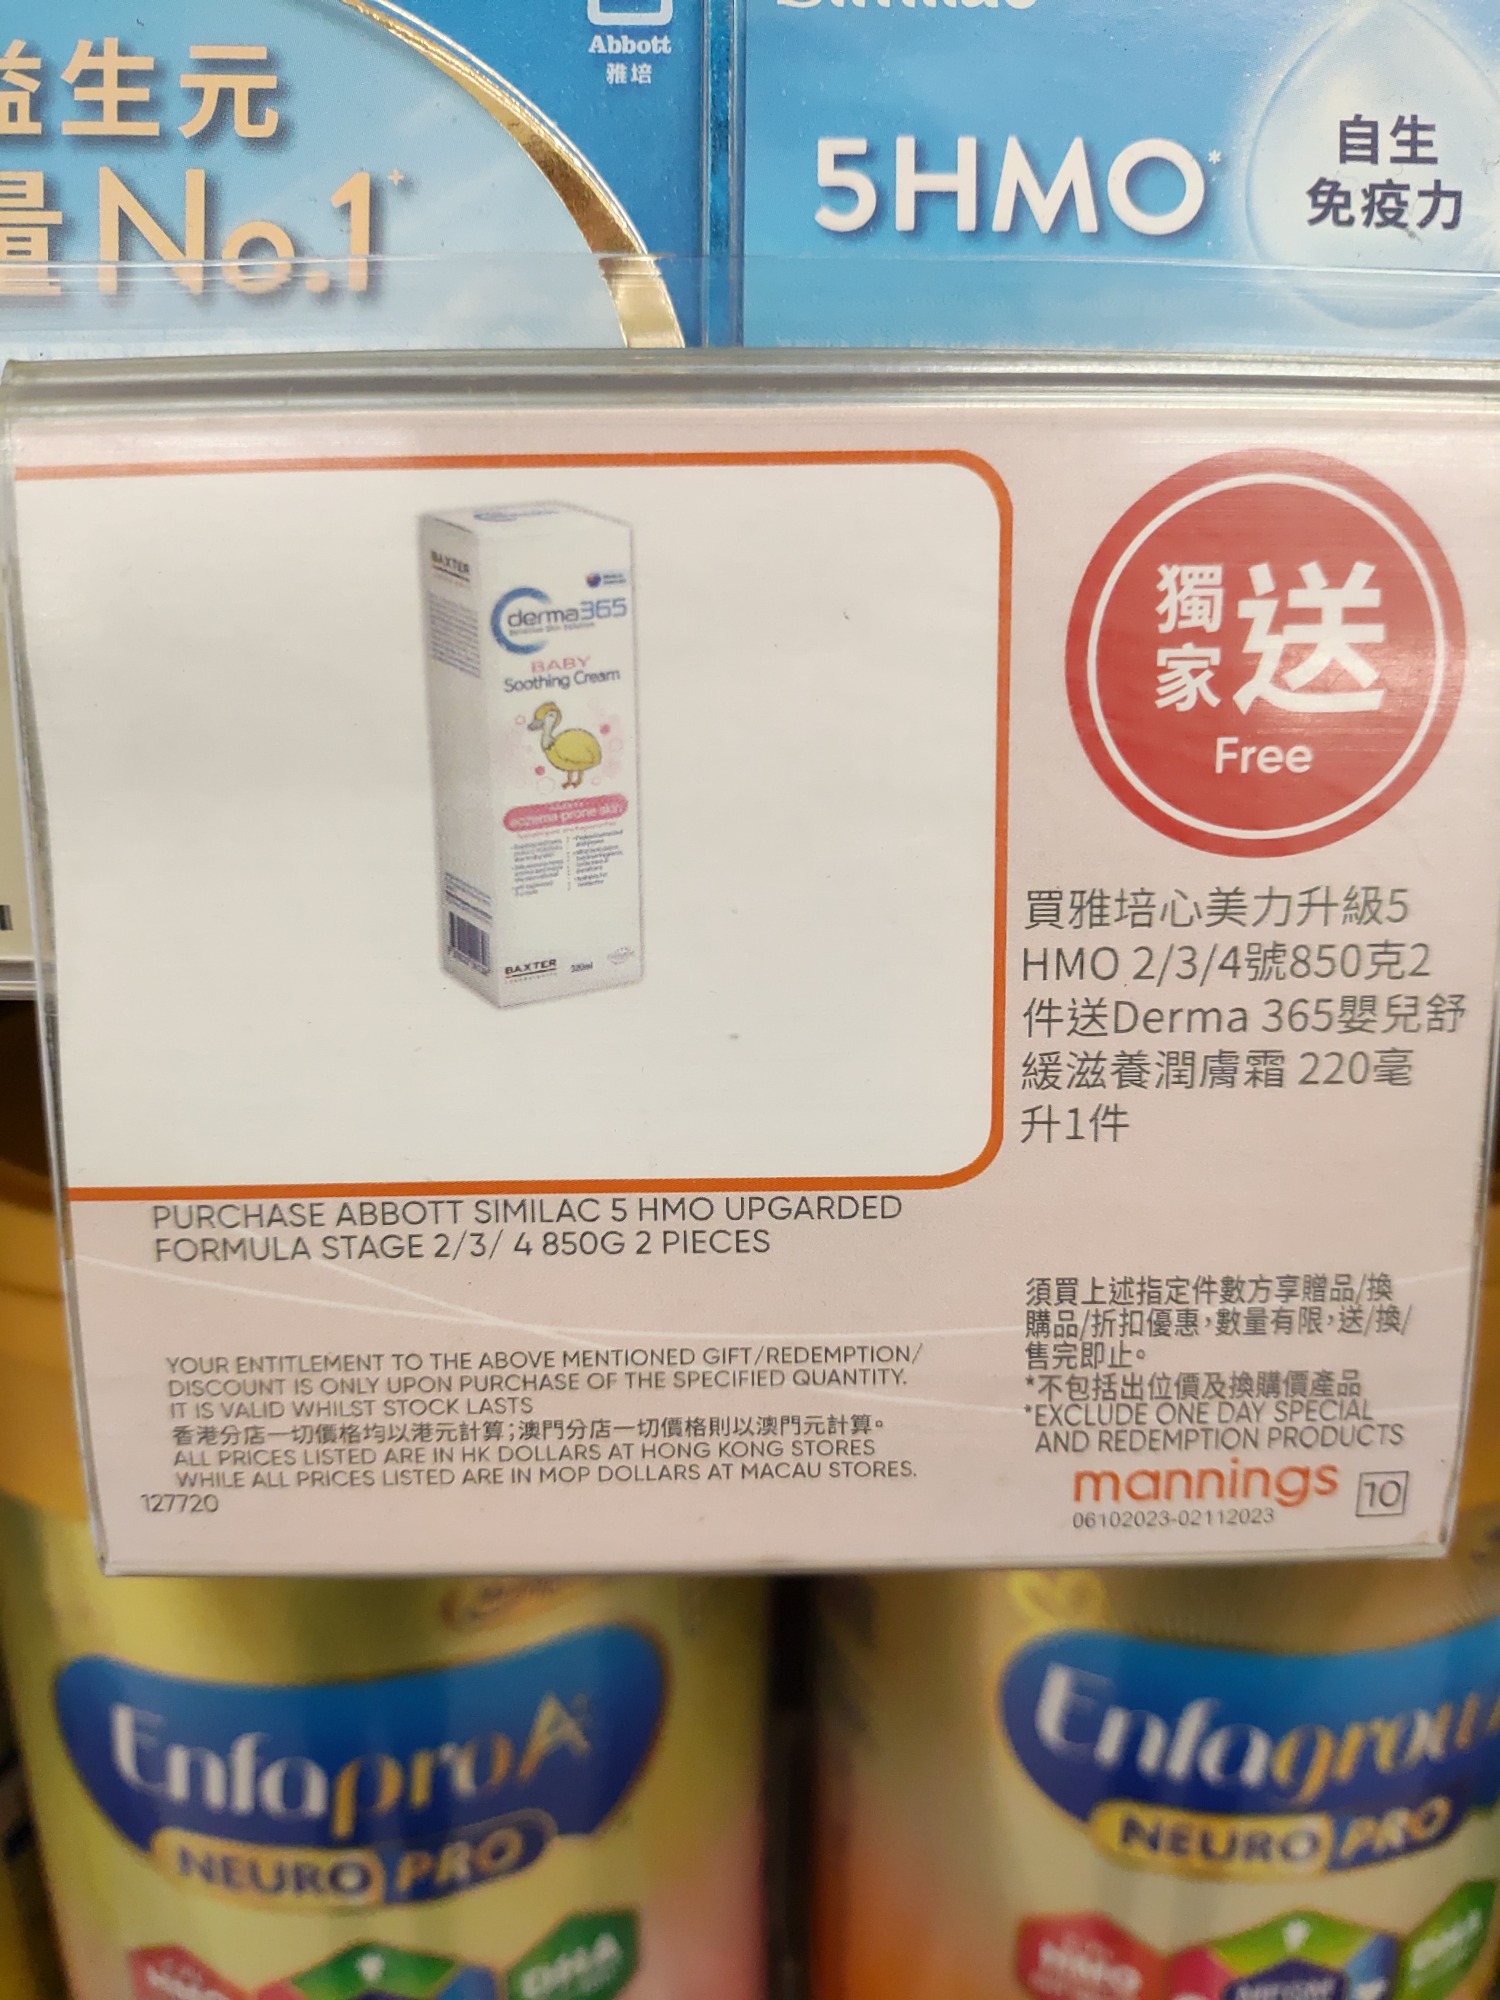 Abbott
雅培
益生元
量No.1+
5HMO*
自生
免疫力
BAXTER
derma365
BABY
Soothing Cream
eczema-prone skin
BAXTER
獨家送
Free
買雅培心美力升級5
HMO 2/3/4號850克2
件送Derma 365嬰兒舒
緩滋養潤膚霜 220毫
升1件
PURCHASE ABBOTT SIMILAC 5 HMO UPGARDED
FORMULA STAGE 2/3/ 4 850G 2 PIECES
須買上述指定件數方享贈品/換
購品/折扣優惠，數量有限，送/換/
售完即止。
*不包括出位價及換購價產品
*EXCLUDE ONE DAY SPECIAL
AND REDEMPTION PRODUCTS
YOUR ENTITLEMENT TO THE ABOVE MENTIONED GIFT/REDEMPTION/
DISCOUNT IS ONLY UPON PURCHASE OF THE SPECIFIED QUANTITY.
IT IS VALID WHILST STOCK LASTS
香港分店一切價格均以港元計算；澳門分店一切價格則以澳門元計算。
ALL PRICES LISTED ARE IN HK DOLLARS AT HONG KONG STORES
WHILE ALL PRICES LISTED ARE IN MOP DOLLARS AT MACAU STORES.
127720
mannings 10
06102023-02112023
EnfaproA+
NEURO PRO
DHA
Enfagrow
NEURO PRO
HMO